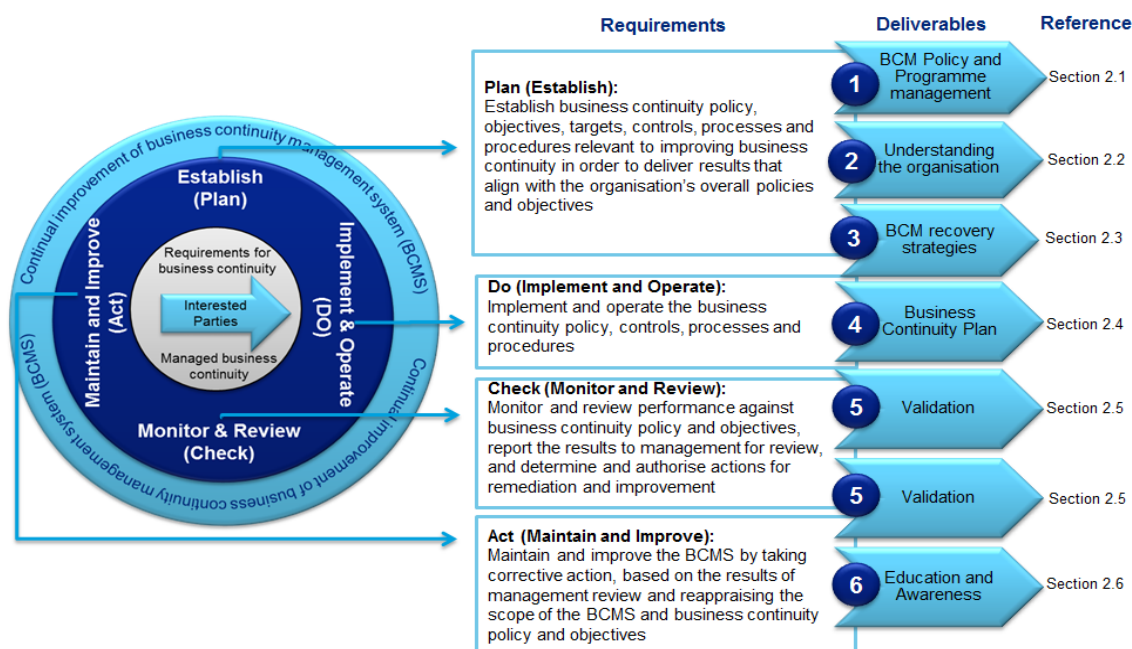 Requirements
Deliverables
Reference
Continual improvement of business continuity management system (BCMS)
Continual improvement of business continuity management system (BCMS)
Establish
(Plan)
Implement & Operate
(DO)
Monitor & Review
(Check)
Maintain and Improve
(Act)
Requirements for
business continuity
Interested
Parties
Managed business
continuity
Plan (Establish):
Establish business continuity policy,
objectives, targets, controls, processes and
procedures relevant to improving business
continuity in order to deliver results that
align with the organisation's overall policies
and objectives
1
BCM Policy and
Programme
management
Section 2.1
2
Understanding
the organisation
Section 2.2
3
BCM recovery
strategies
Section 2.3
Do (Implement and Operate):
Implement and operate the business
continuity policy, controls, processes and
procedures
4
Business
Continuity Plan
Section 2.4
Check (Monitor and Review):
Monitor and review performance against
business continuity policy and objectives,
report the results to management for review,
and determine and authorise actions for
remediation and improvement
5
Validation
Section 2.5
5
Validation
Section 2.5
Act (Maintain and Improve):
Maintain and improve the BCMS by taking
corrective action, based on the results of
management review and reappraising the
scope of the BCMS and business continuity
policy and objectives
6
Education and
Awareness
Section 2.6